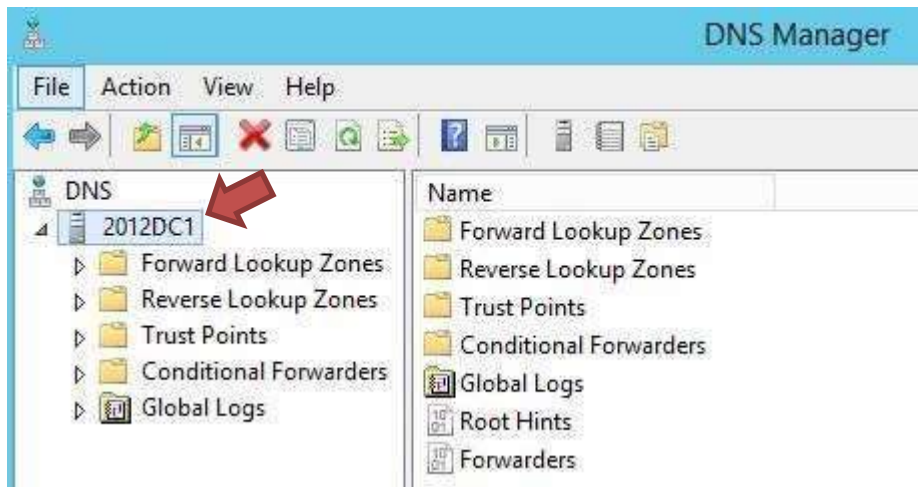 DNS Manager
File Action View Help
DNS
2012DC1
Forward Lookup Zones
Reverse Lookup Zones
Trust Points
Conditional Forwarders
Global Logs
Name
Forward Lookup Zones
Reverse Lookup Zones
Trust Points
Conditional Forwarders
Global Logs
Root Hints
Forwarders